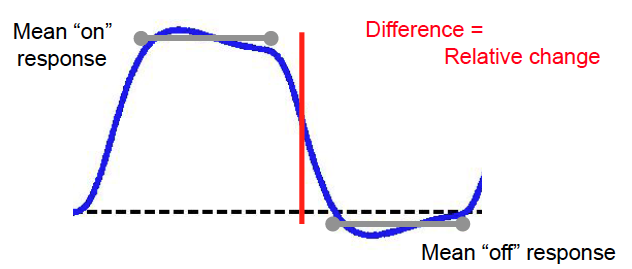 Mean “on”
response
Difference =
Relative change
Mean “off” response